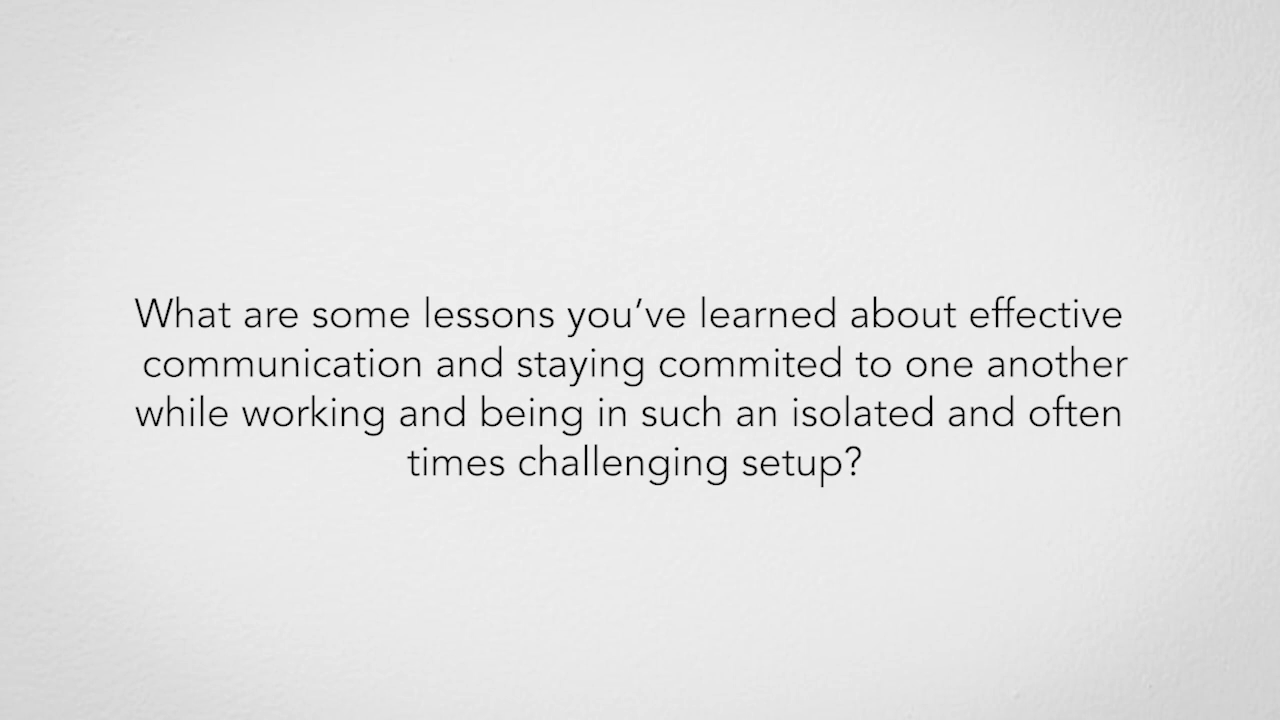 What are some lessons you've learned about effective
communication and staying commited to one another
while working and being in such an isolated and often
times challenging setup?